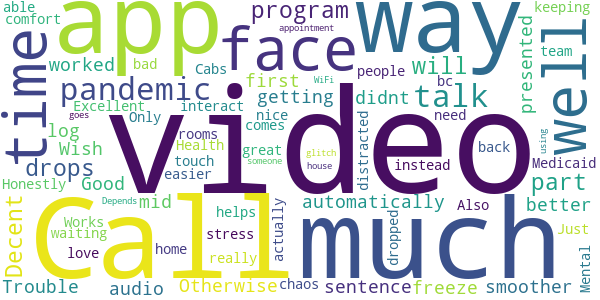 able
comfort
app
way
program
keeping
face
time
worked
bad
Cabs
people
will
presented
team
well
pandemic
first
talk
Excellent
interact
appointment
WiFi
getting
didnt
bc
goes
Only
nice
need
log
Wish
rooms
comes
video
distracted
back
using
drops
Health
touch
great
someone
glitch
instead
Medicaid
Honestly
Good
easier
house
Also
part
Decent
Call
mid
Depends
helps
automatically
much
better
Works
waiting
actually
stress
dropped
Just
love
home
really
Mental
Trouble
audio
Otherwise
chaos
sentence
freeze
smoother